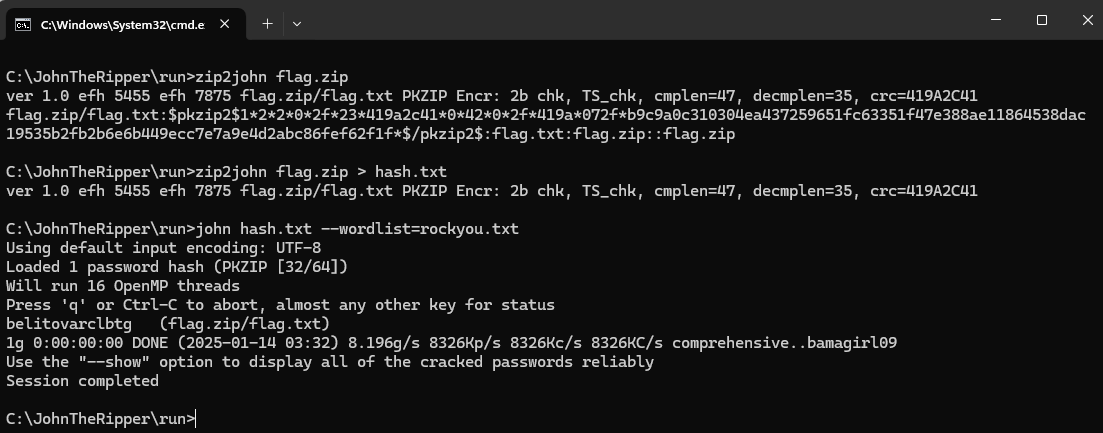 C:\Windows\System32\cmd.e:
C:\JohnTheRipper\run>zip2john flag.zip
ver 1.0 efh 5455 efh 7875 flag.zip/flag.txt PKZIP Encr: 2b chk, TS_chk, cmplen=47, decmplen=35, crc=419A2C41
flag.zip/flag.txt:$pkzip2$1*2*2*0*2f*23*419a2c41*0*42*0*2f*419a*072f*b9c9a0c310304ea437259651fc63351f47e388ae11864538dac
19535b2fb2b6e6b449ecc7e7a9e4d2abc86fef62f1f*$/pkzip2$:flag.txt:flag.zip::flag.zip
C:\JohnTheRipper\run>zip2john flag.zip > hash.txt
ver 1.0 efh 5455 efh 7875 flag.zip/flag.txt PKZIP Encr: 2b chk, TS_chk, cmplen=47, decmplen=35, crc=419A2C41
C:\JohnTheRipper\run>john hash.txt --wordlist=rockyou.txt
Using default input encoding: UTF-8
Loaded 1 password hash (PKZIP [32/64])
Will run 16 OpenMP threads
Press 'q' or Ctrl-C to abort, almost any other key for status
belitovarclbtg   (flag.zip/flag.txt)
1g 0:00:00:00 DONE (2025-01-14 03:32) 8.196g/s 8326Kp/s 8326Kc/s 8326KC/s comprehensive..bamagirl09
Use the "--show" option to display all of the cracked passwords reliably
Session completed
C:\JohnTheRipper\run>